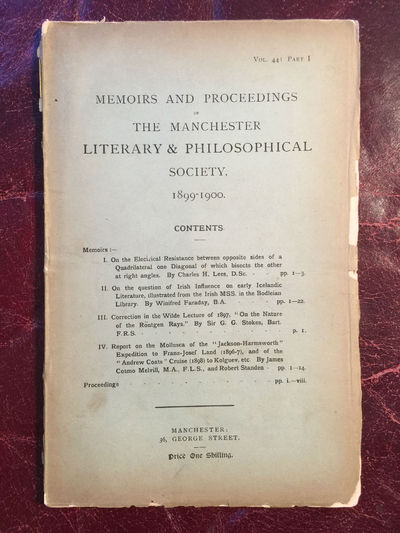 VOL. 44: PART I
MEMOIRS AND PROCEEDINGS
OF
THE MANCHESTER
LITERARY & PHILOSOPHICAL
SOCIETY,
1899-1900.
CONTENTS.
Memoirs :—
I. On the Electrical Resistance between opposite sides of a
Quadrilateral one Diagonal of which bisects the other
at right angles. By Charles H. Lees, D.Sc. - - pp. 1—3.
II. On the question of Irish Influence on early Icelandic
Literature, illustrated from the Irish MSS. in the Bodleian
Library. By Winifred Faraday, B.A. - - - pp. 1—22.
III. Correction in the Wilde Lecture of 1897, "On the Nature
of the Röntgen Rays." By Sir G. G. Stokes, Bart.
F.R.S. - - - - - - - - p. 1.
IV. Report on the Mollusca of the "Jackson-Harmsworth"
Expedition to Franz-Josef Land (1896-7), and of the
"Andrew Coats" Cruise (1898) to Kolguev, etc. By James
Cosmo Melvill, M.A., F.L.S., and Robert Standen - pp. 1—14.
Proceedings - - - - - - - - pp. i.—viii.
MANCHESTER:
36, GEORGE STREET.
Price One Shilling.